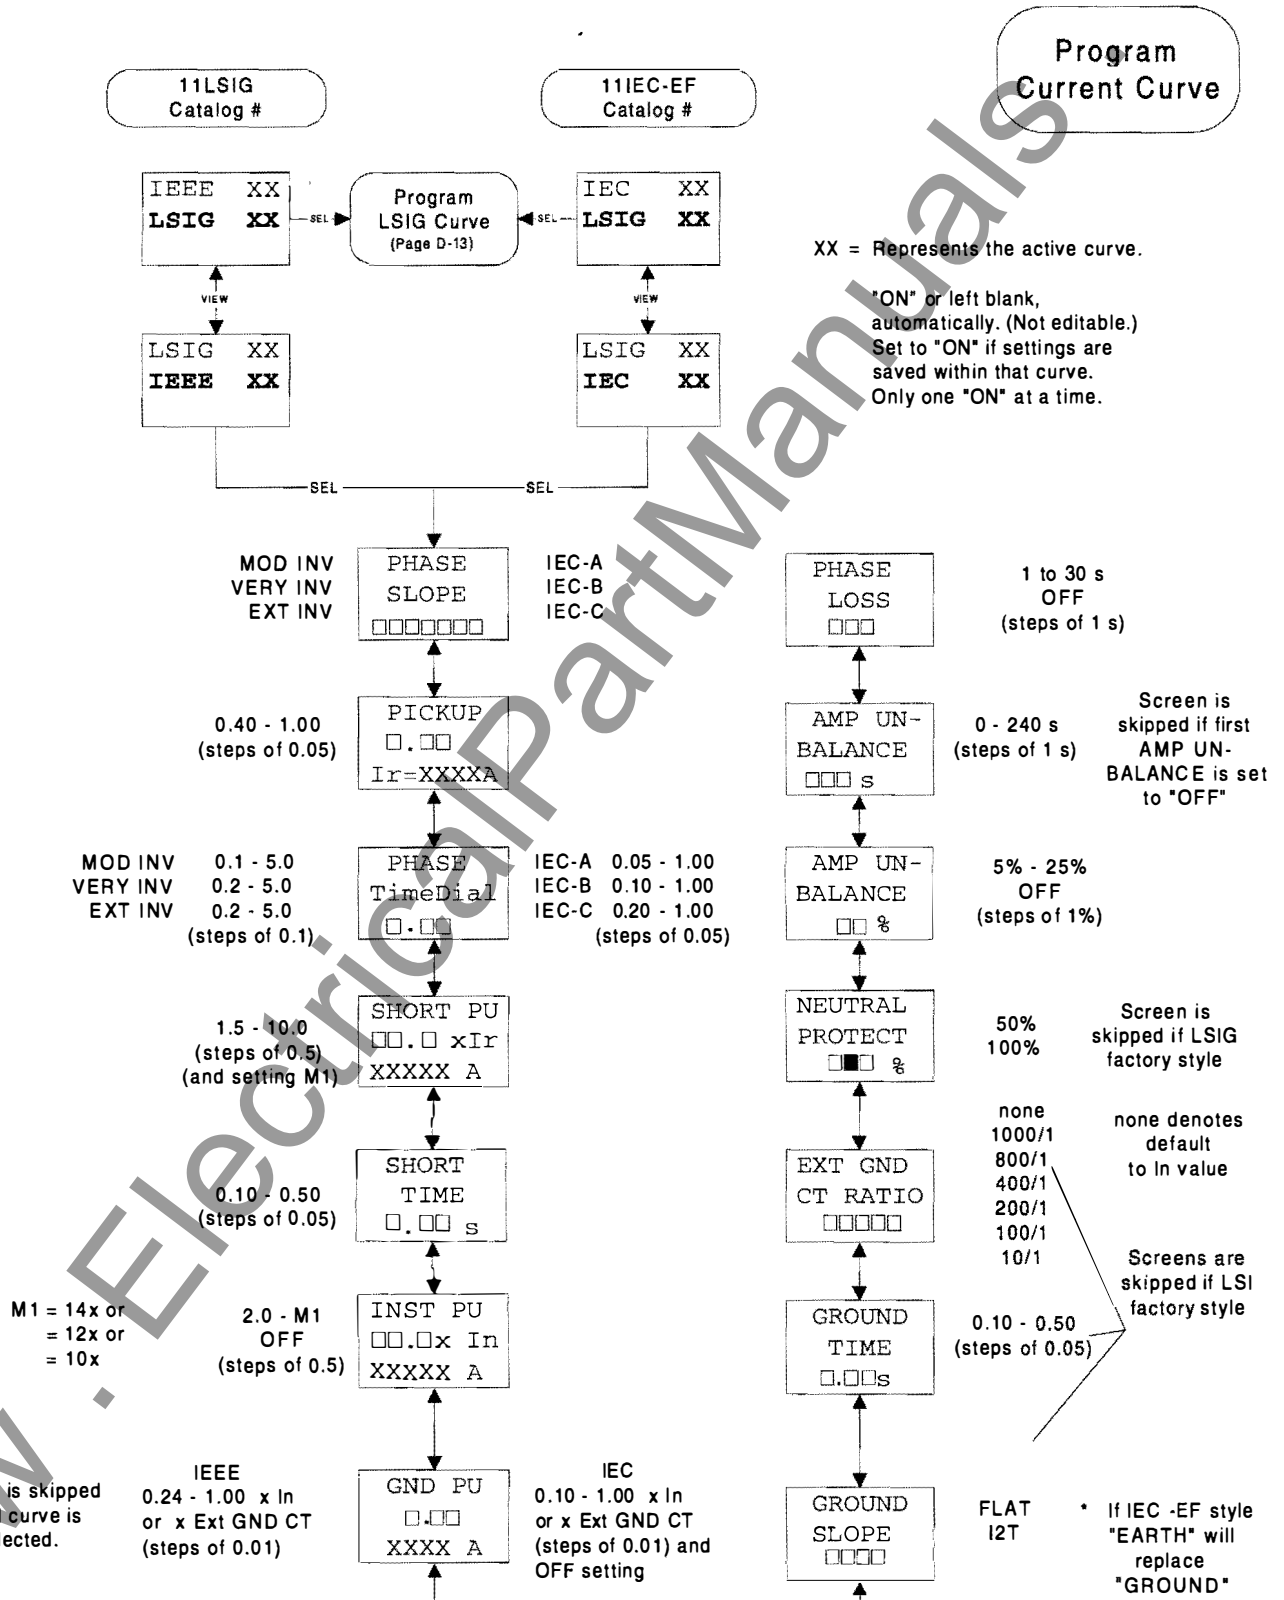 Program
Current Curve
11LSIG
Catalog #
11IEC-EF
Catalog #
IEEE XX
LSIG XX
SEL
Program
LSIG Curve
(Page D-13)
SEL
IEC XX
LSIG XX
VIEW
VIEW
LSIG XX
IEEE XX
LSIG XX
IEC XX
XX = Represents the active curve.
"ON" or left blank,
automatically. (Not editable.)
Set to "ON" if settings are
saved within that curve.
Only one "ON" at a time.
SEL
SEL
MOD INV
VERY INV
EXT INV
PHASE
SLOPE
□□□□□□□
IEC-A
IEC-B
IEC-C
0.40 - 1.00
(steps of 0.05)
PICKUP
□.□□
Ir=XXXXA
MOD INV 0.1 - 5.0
VERY INV 0.2 - 5.0
EXT INV 0.2 - 5.0
(steps of 0.1)
PHASE
TimeDial
□.□□
IEC-A 0.05 - 1.00
IEC-B 0.10 - 1.00
IEC-C 0.20 - 1.00
(steps of 0.05)
1.5 - 10.0
(steps of 0.5)
(and setting M1)
SHORT PU
□□.□ xIr
XXXXX A
0.10 - 0.50
(steps of 0.05)
SHORT
TIME
□.□□ s
M1 = 14x or
= 12x or
= 10x
2.0 - M1
OFF
(steps of 0.5)
INST PU
□□.□x In
XXXXX A
is skipped
curve is
lected.
IEEE
0.24 - 1.00 x In
or x Ext GND CT
(steps of 0.01)
GND PU
□.□□
XXXX A
IEC
0.10 - 1.00 x In
or x Ext GND CT
(steps of 0.01) and
OFF setting
PHASE
LOSS
□□□
1 to 30 s
OFF
(steps of 1 s)
AMP UN-
BALANCE
□□□ s
0 - 240 s
(steps of 1 s)
Screen is
skipped if first
AMP UN-
BALANCE is set
to "OFF"
AMP UN-
BALANCE
□□ %
5% - 25%
OFF
(steps of 1%)
NEUTRAL
PROTECT
□■□ %
50%
100%
Screen is
skipped if LSIG
factory style
EXT GND
CT RATIO
□□□□□
none
1000/1
800/1
400/1
200/1
100/1
10/1
none denotes
default
to In value
Screens are
skipped if LSI
factory style
GROUND
TIME
□.□□s
0.10 - 0.50
(steps of 0.05)
GROUND
SLOPE
□□□□
FLAT
I2T
* If IEC -EF style
"EARTH" will
replace
"GROUND"
www.ElectricalPartManuals